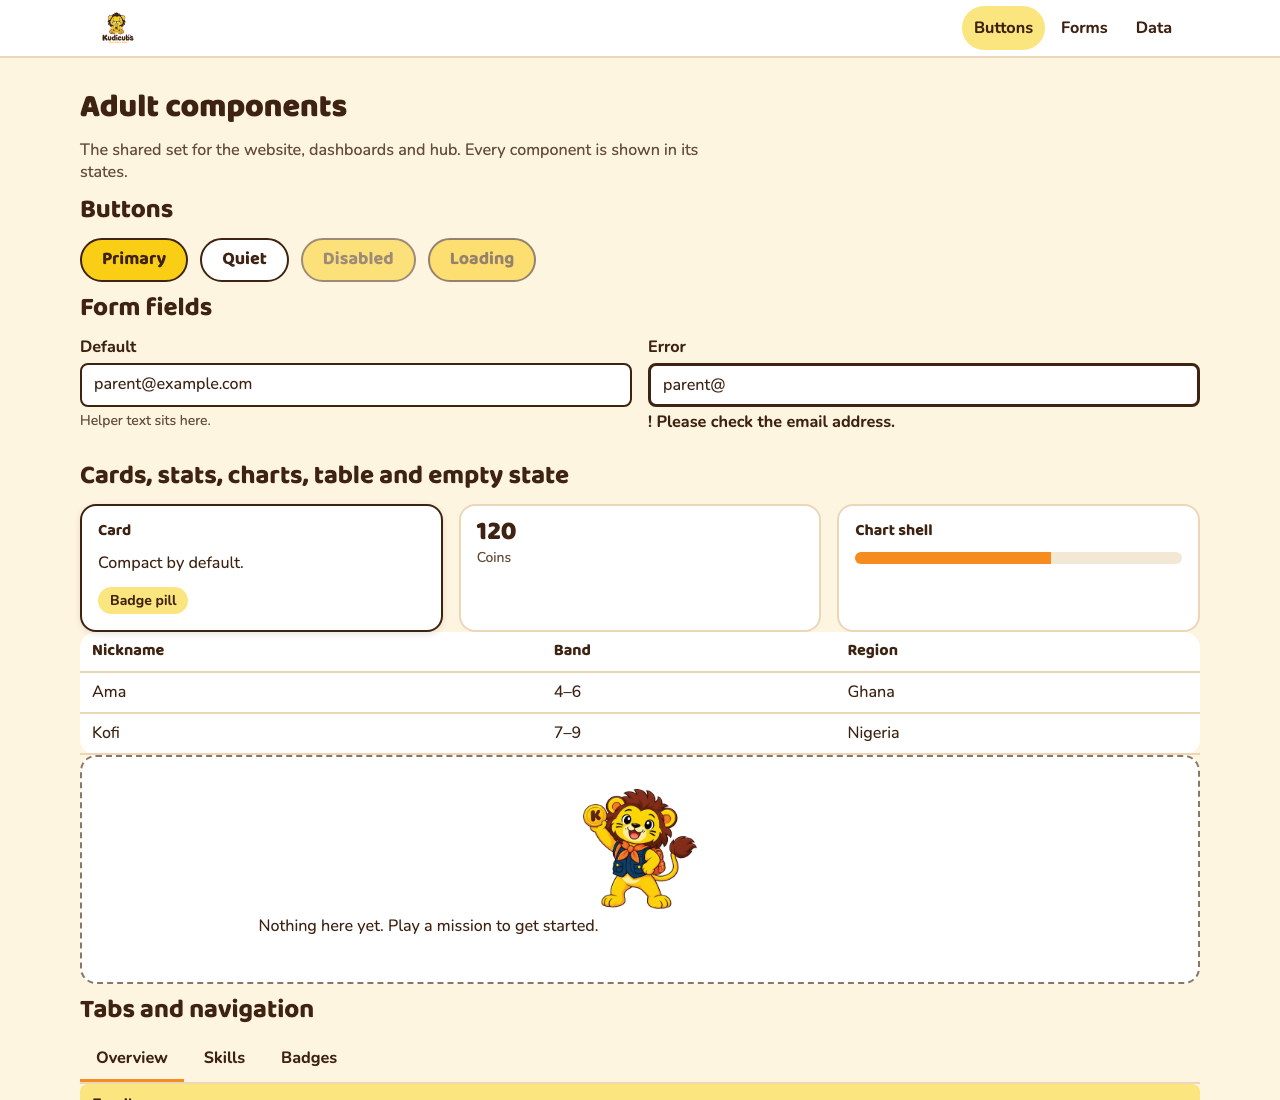 Kudicubs
Buttons
Forms
Data
Adult components
The shared set for the website, dashboards and hub. Every component is shown in its
states.
Buttons
Primary
Quiet
Disabled
Loading
Form fields
Default
Error
parent@example.com
parent@
Helper text sits here.
! Please check the email address.
Cards, stats, charts, table and empty state
Card
Compact by default.
Badge pill
120
Coins
Chart shell
Nickname Band Region
Ama 4–6 Ghana
Kofi 7–9 Nigeria
K
Nothing here yet. Play a mission to get started.
Tabs and navigation
Overview
Skills
Badges